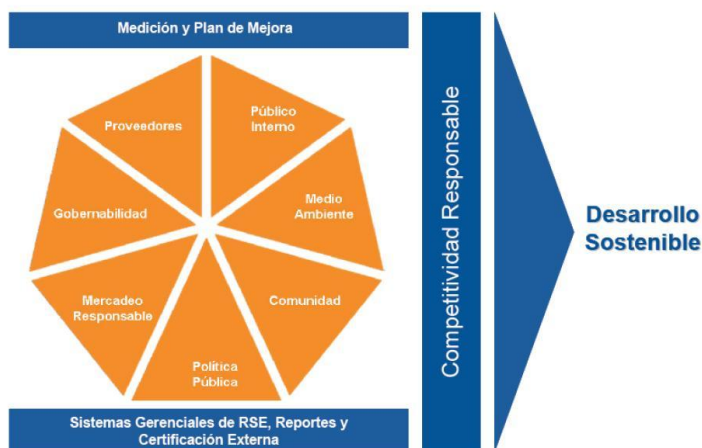 Medición y Plan de Mejora
Proveedores
Público
Interno
Gobernabilidad
Medio
Ambiente
Mercadeo
Responsable
Comunidad
Política
Pública
Sistemas Gerenciales de RSE, Reportes y
Certificación Externa
Competitividad Responsable
Desarrollo
Sostenible